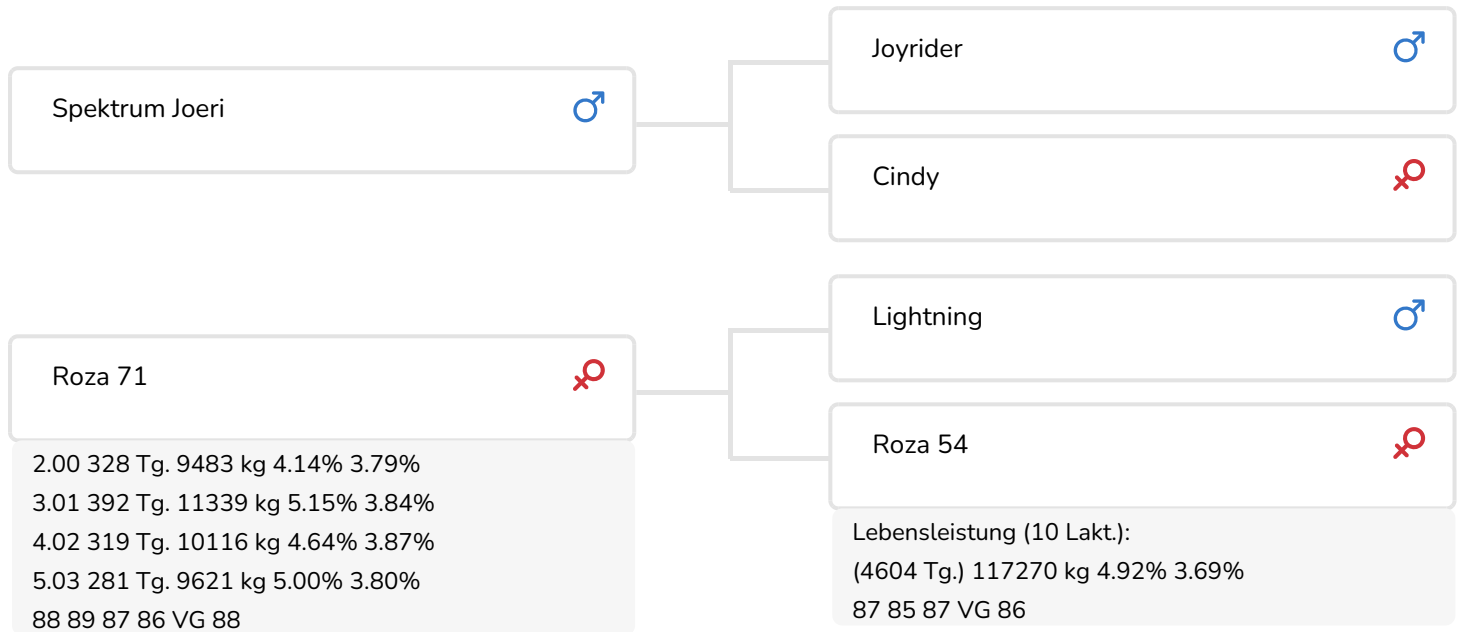 Joyrider
Spektrum Joeri
Cindy
Lightning
Roza 71
2.00 328 Tg. 9483 kg 4.14% 3.79%
3.01 392 Tg. 11339 kg 5.15% 3.84%
4.02 319 Tg. 10116 kg 4.64% 3.87%
5.03 281 Tg. 9621 kg 5.00% 3.80%
88 89 87 86 VG 88
Roza 54
Lebensleistung (10 Lakt.):
(4604 Tg.) 117270 kg 4.92% 3.69%
87 85 87 VG 86